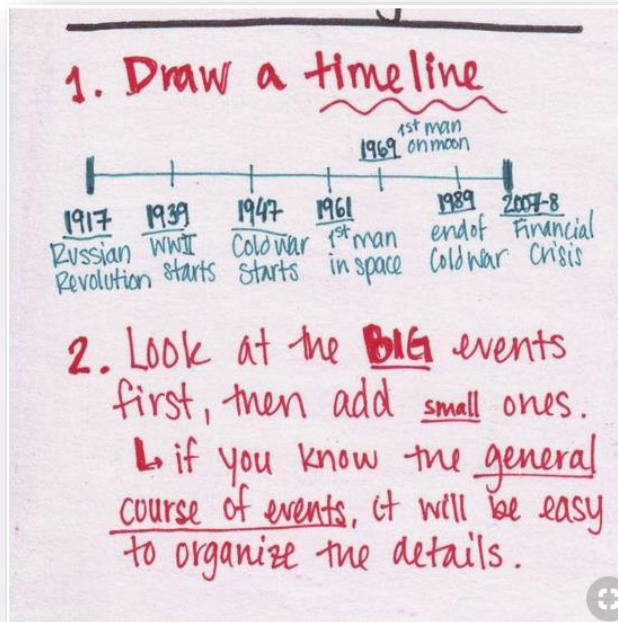 1. Draw a timeline
1st man
1969 on moon
1917 1939 1947 1961 1989 2007-8
Russian WWII Cold war 1st man end of Financial
Revolution starts starts in space Cold war Crisis
2. Look at the BIG events
first, then add small ones.
↳ if you know the general
course of events, it will be easy
to organize the details.